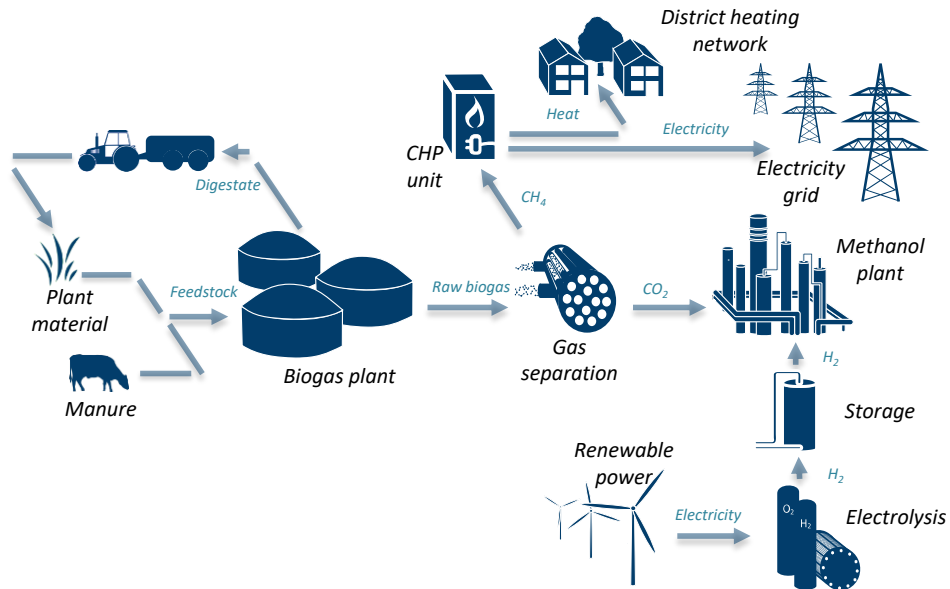 District heating
network
Heat
Electricity
CHP
unit
Electricity
grid
Digestate
CH4
Methanol
plant
Plant
material
Feedstock
Raw biogas
CO2
Gas
separation
Biogas plant
Manure
H2
Storage
Renewable
power
H2
Electricity
O2
H2
Electrolysis